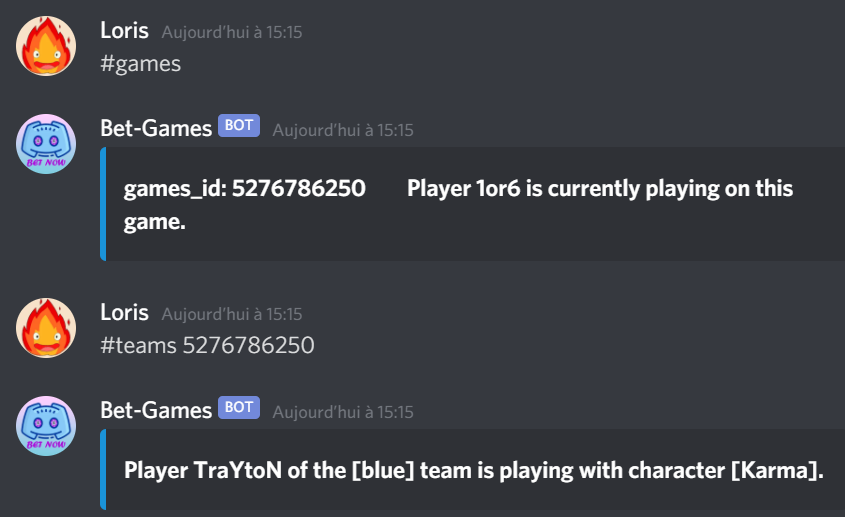 Loris Aujourd'hui à 15:15
#games
Bet-Games BOT Aujourd'hui à 15:15
BET NOW
games_id: 5276786250 Player 1or6 is currently playing on this
game.
Loris Aujourd'hui à 15:15
#teams 5276786250
Bet-Games BOT Aujourd'hui à 15:15
BET NOW
Player TraYtoN of the [blue] team is playing with character [Karma].